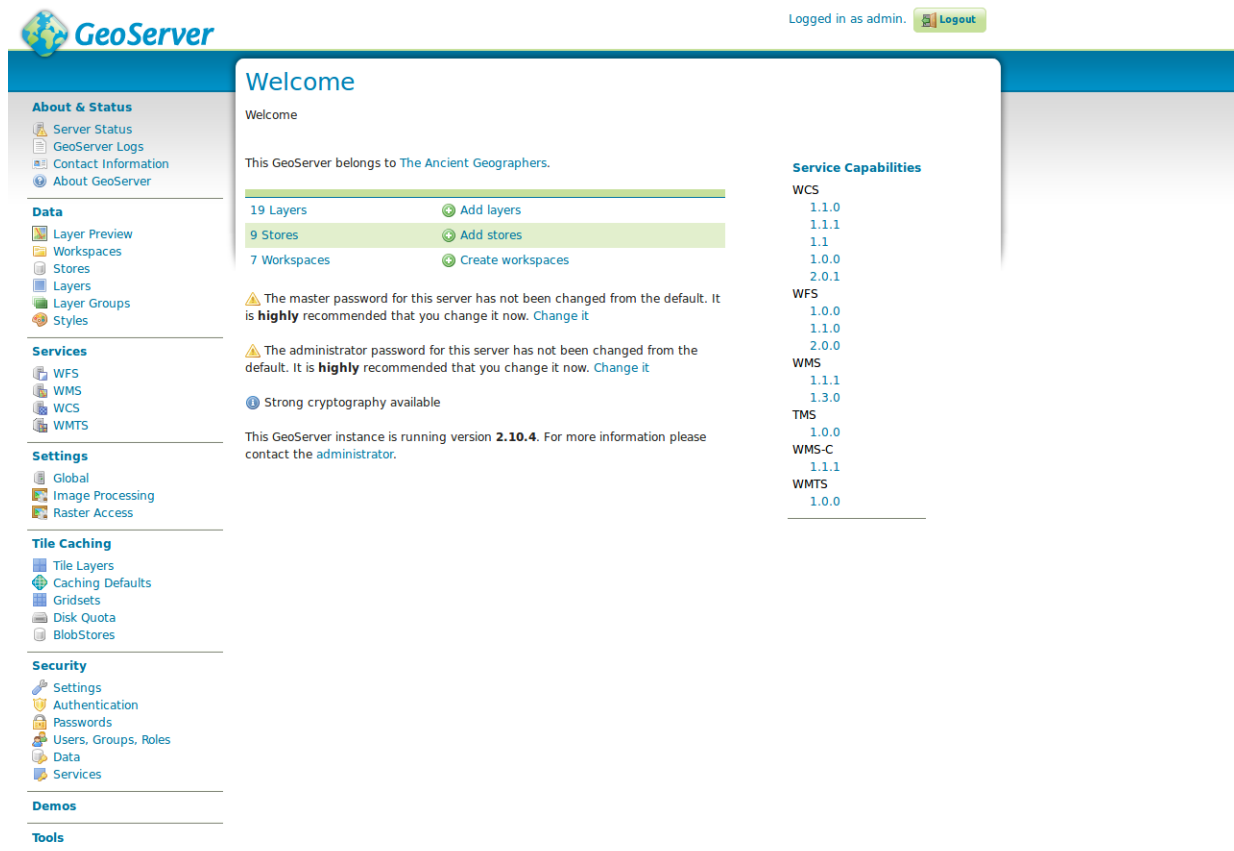 GeoServer
Logged in as admin.
Logout
About & Status
Server Status
GeoServer Logs
Contact Information
About GeoServer
Data
Layer Preview
Workspaces
Stores
Layers
Layer Groups
Styles
Services
WFS
WMS
WCS
WMTS
Settings
Global
Image Processing
Raster Access
Tile Caching
Tile Layers
Caching Defaults
Gridsets
Disk Quota
BlobStores
Security
Settings
Authentication
Passwords
Users, Groups, Roles
Data
Services
Demos
Tools
Welcome
Welcome
This GeoServer belongs to The Ancient Geographers.
19 Layers Add layers
9 Stores Add stores
7 Workspaces Create workspaces
The master password for this server has not been changed from the default. It
is highly recommended that you change it now. Change it
The administrator password for this server has not been changed from the
default. It is highly recommended that you change it now. Change it
Strong cryptography available
This GeoServer instance is running version 2.10.4. For more information please
contact the administrator.
Service Capabilities
WCS
1.1.0
1.1.1
1.1
1.0.0
2.0.1
WFS
1.0.0
1.1.0
2.0.0
WMS
1.1.1
1.3.0
TMS
1.0.0
WMS-C
1.1.1
WMTS
1.0.0